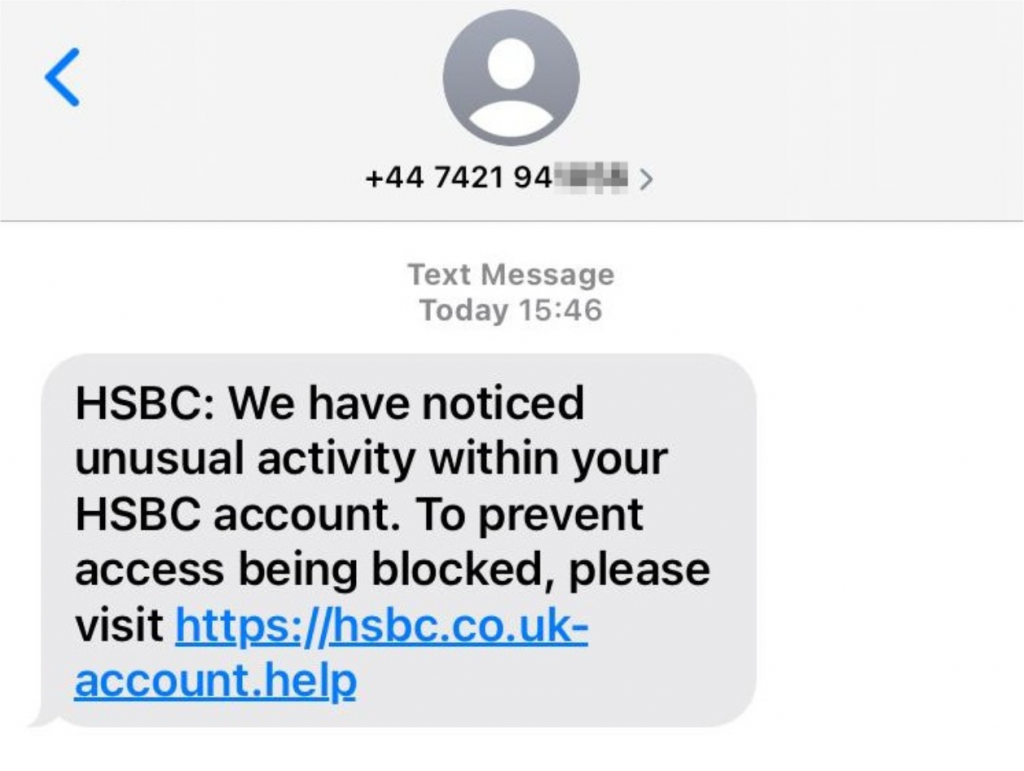 +44 7421 94
Text Message
Today 15:46
HSBC: We have noticed
unusual activity within your
HSBC account. To prevent
access being blocked, please
visit https://hsbc.co.uk-
account.help